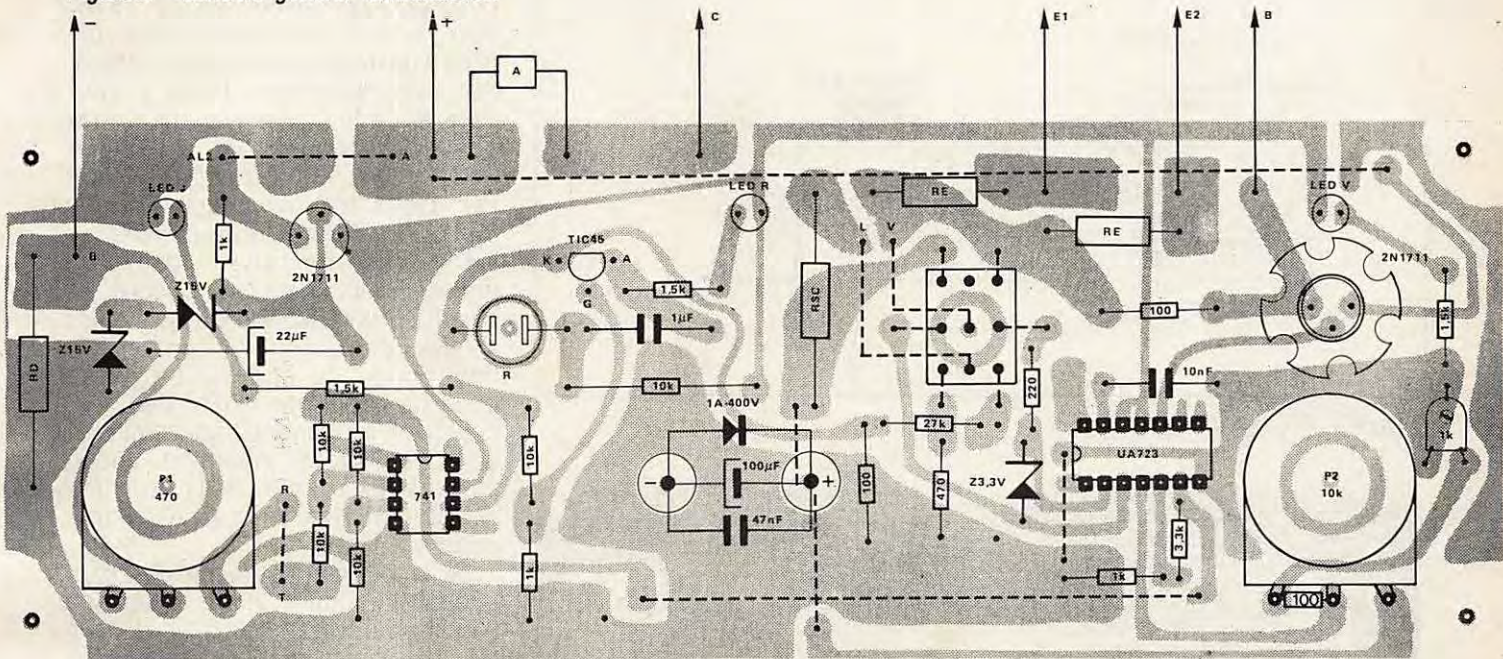 -
+
C
E1
E2
B
A
AL2
A
LED J
LED R
LED V
RE
RE
1k
2N1711
TIC45
K
A
G
L
V
2N1711
B
Z15V
22µF
1,5k
1µF
RSC
100
1,5k
Z15V
RD
R
1,5k
10k
220
10nF
1A-400V
27k
1k
P1
470
10k
10k
741
10k
-
100µF
+
47nF
100
470
Z3,3V
UA723
P2
10k
R
T
10k
10k
1k
3,3k
1k
100